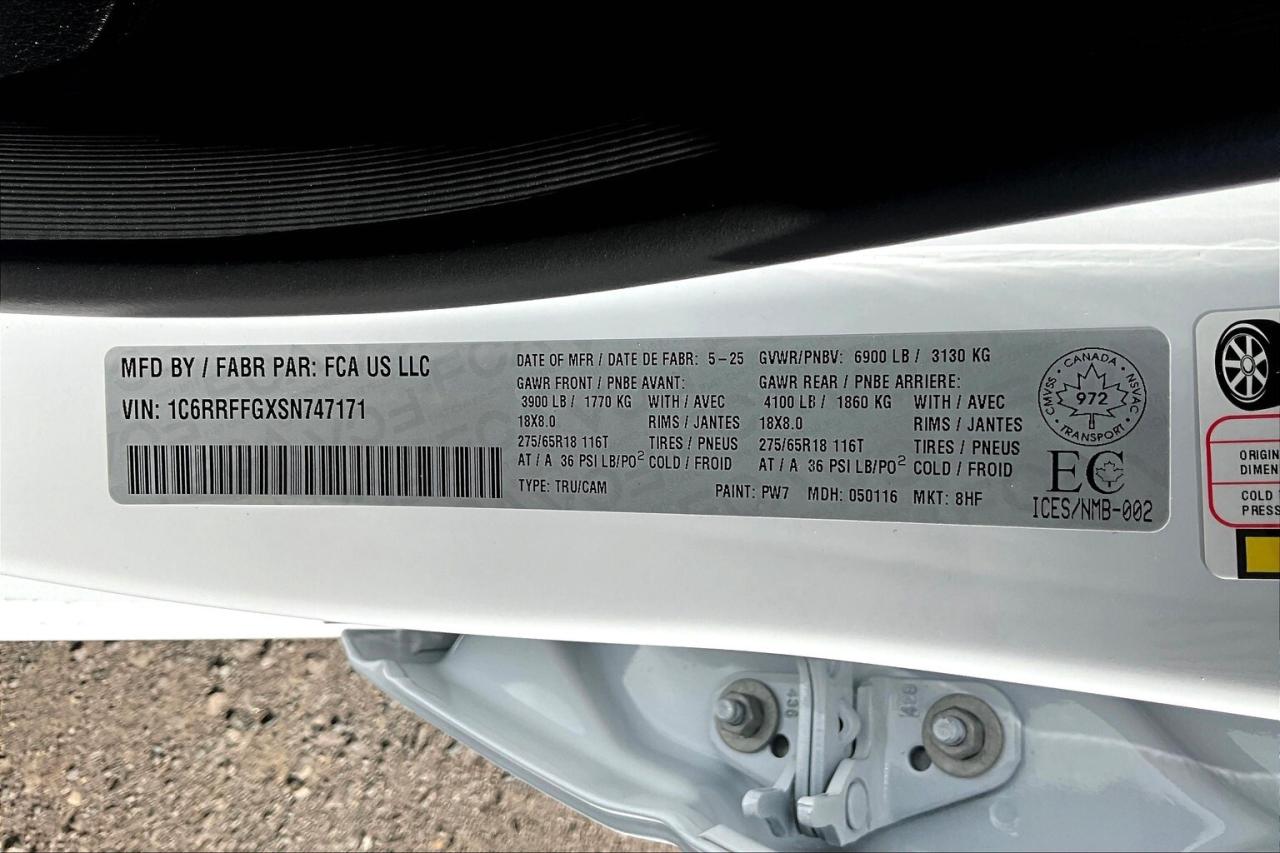 MFD BY / FABR PAR: FCA US LLC
VIN: 1C6RRFFGXSN747171
DATE OF MFR / DATE DE FABR: 5-25 GVWR/PNBV: 6900 LB / 3130 KG
GAWR FRONT / PNBE AVANT: GAWR REAR / PNBE ARRIERE:
3900 LB / 1770 KG WITH / AVEC 4100 LB / 1860 KG WITH / AVEC
18X8.0 RIMS / JANTES 18X8.0 RIMS / JANTES
275/65R18 116T TIRES / PNEUS 275/65R18 116T TIRES / PNEUS
AT / A 36 PSI LB/PO² COLD / FROID AT / A 36 PSI LB/PO² COLD / FROID
TYPE: TRU/CAM PAINT: PW7 MDH: 050116 MKT: 8HF
CANADA
CMVSS 972 NSVAC
TRANSPORT
EC
ICES/NMB-002
ORIGIN
DIMEN
COLD
PRESS
436